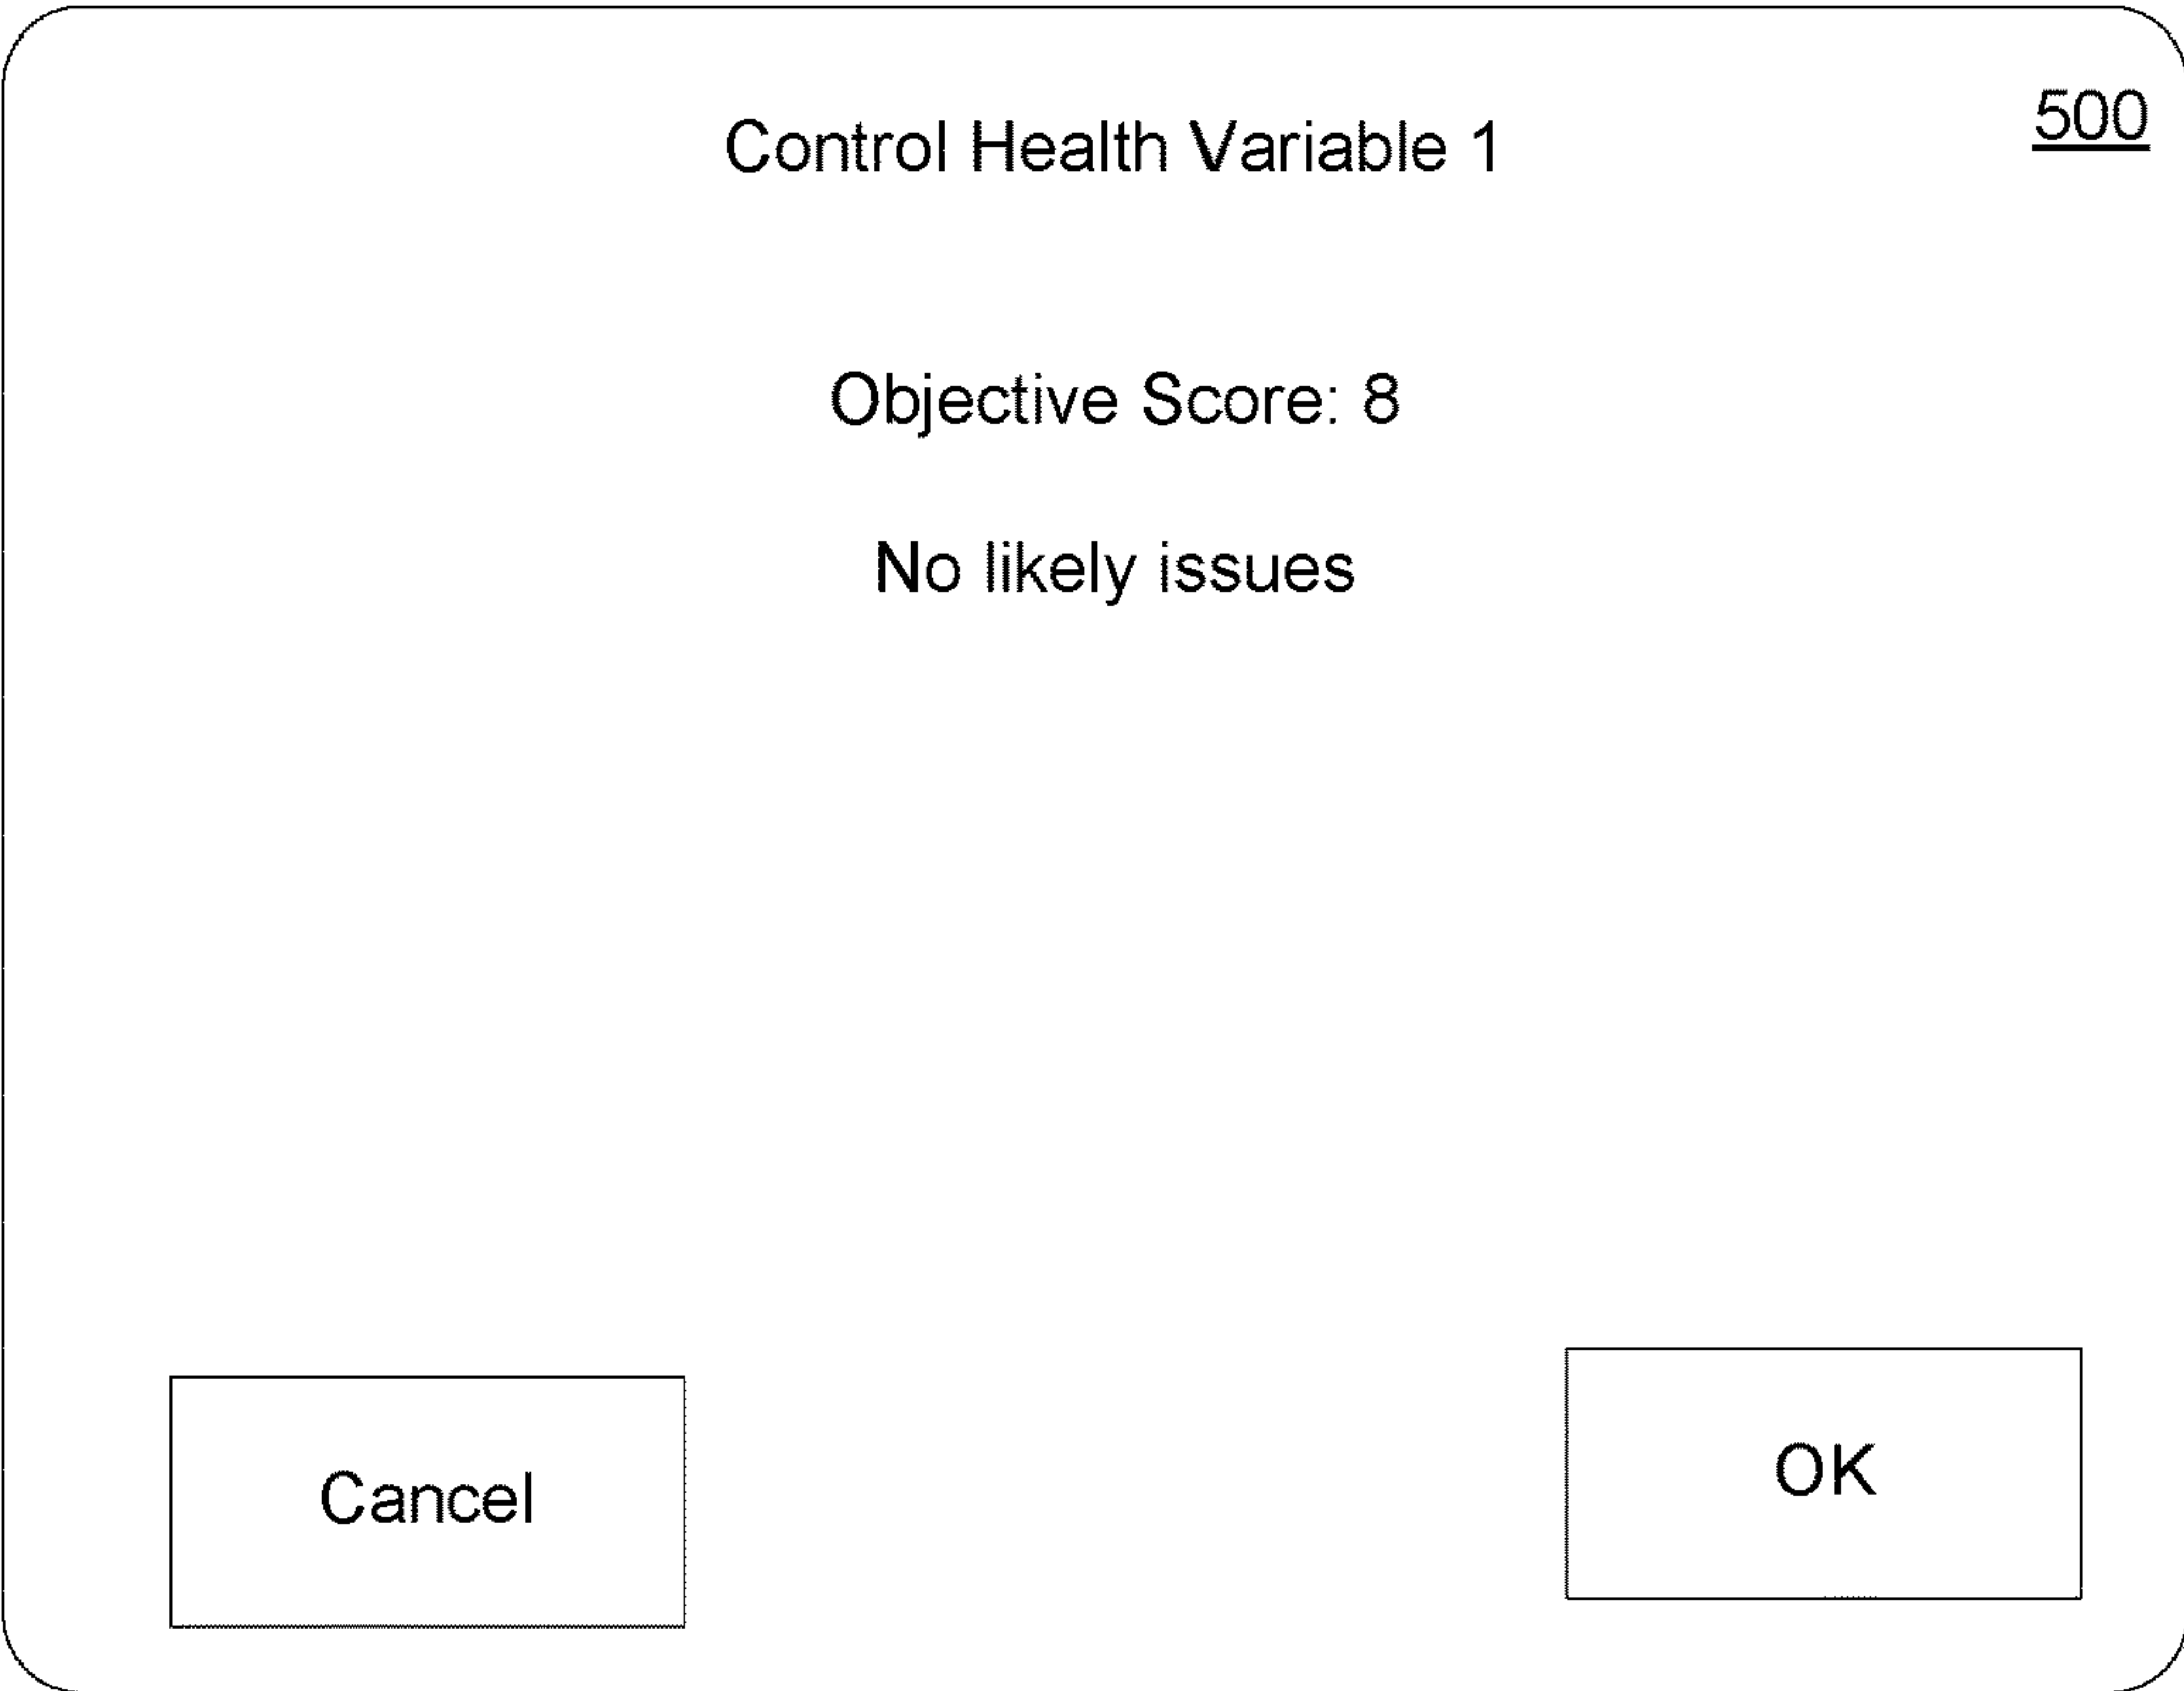 500
Control Health Variable 1
Objective Score: 8
No likely issues
Cancel
OK